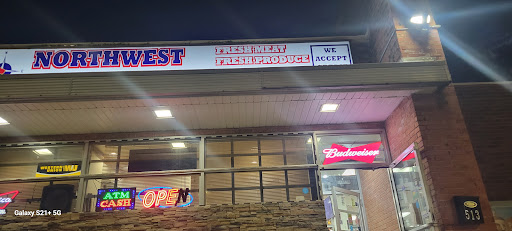 NORTHWEST
FRESH MEAT
FRESH PRODUCE
WE
ACCEPT
Budweiser
ATM
CASH
OPEN
513
Galaxy S21+ 5G